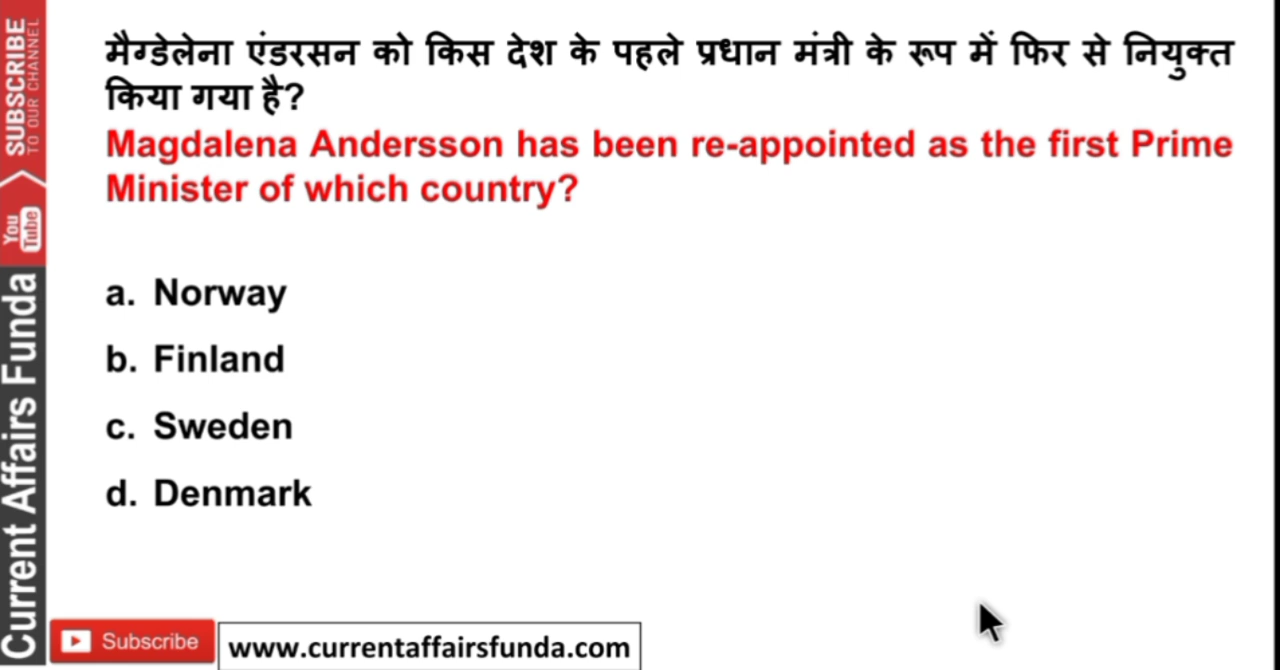 मैग्डेलेना एंडरसन को किस देश के पहले प्रधान मंत्री के रूप में फिर से नियुक्त
किया गया है?
Magdalena Andersson has been re-appointed as the first Prime
Minister of which country?
a. Norway
b. Finland
c. Sweden
d. Denmark
SUBSCRIBE
TO OUR CHANNEL
You
Tube
Current Affairs Funda
Subscribe
www.currentaffairsfunda.com